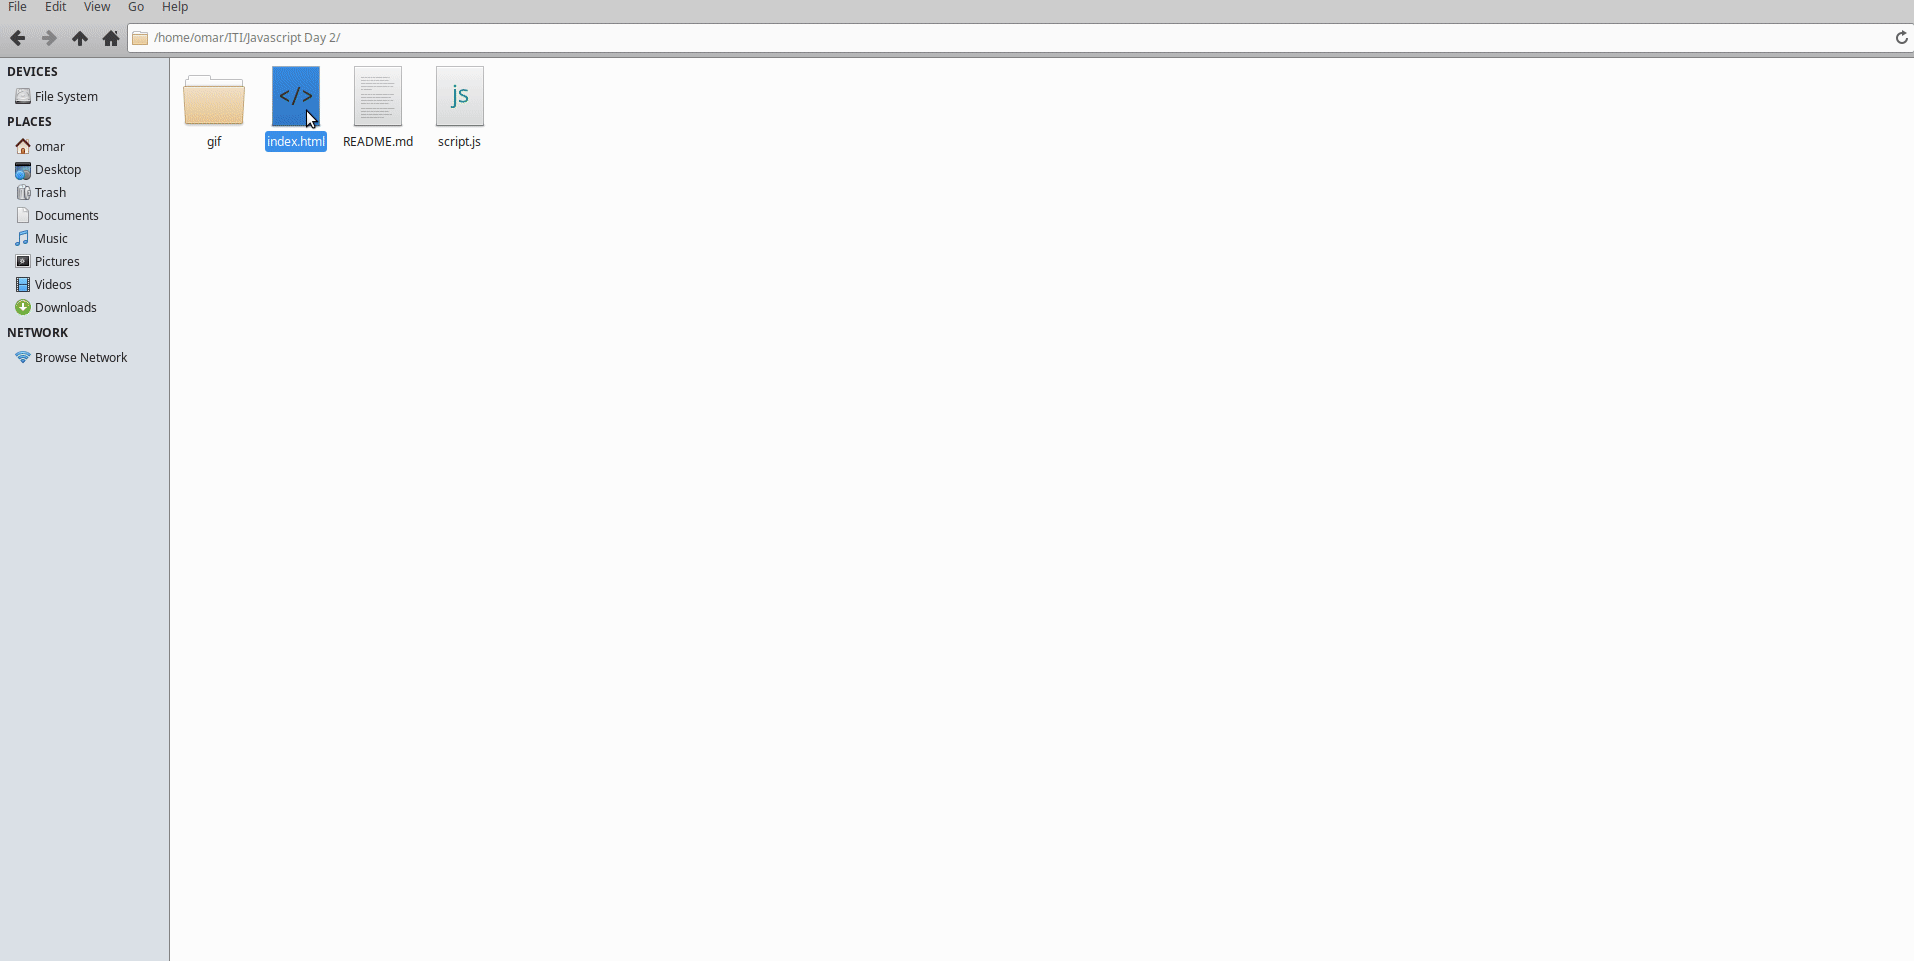 File Edit View Go Help
/home/omar/ITI/Javascript Day 2/
DEVICES
File System
PLACES
omar
Desktop
Trash
Documents
Music
Pictures
Videos
Downloads
NETWORK
Browse Network
</>
js
gif index.html README.md script.js